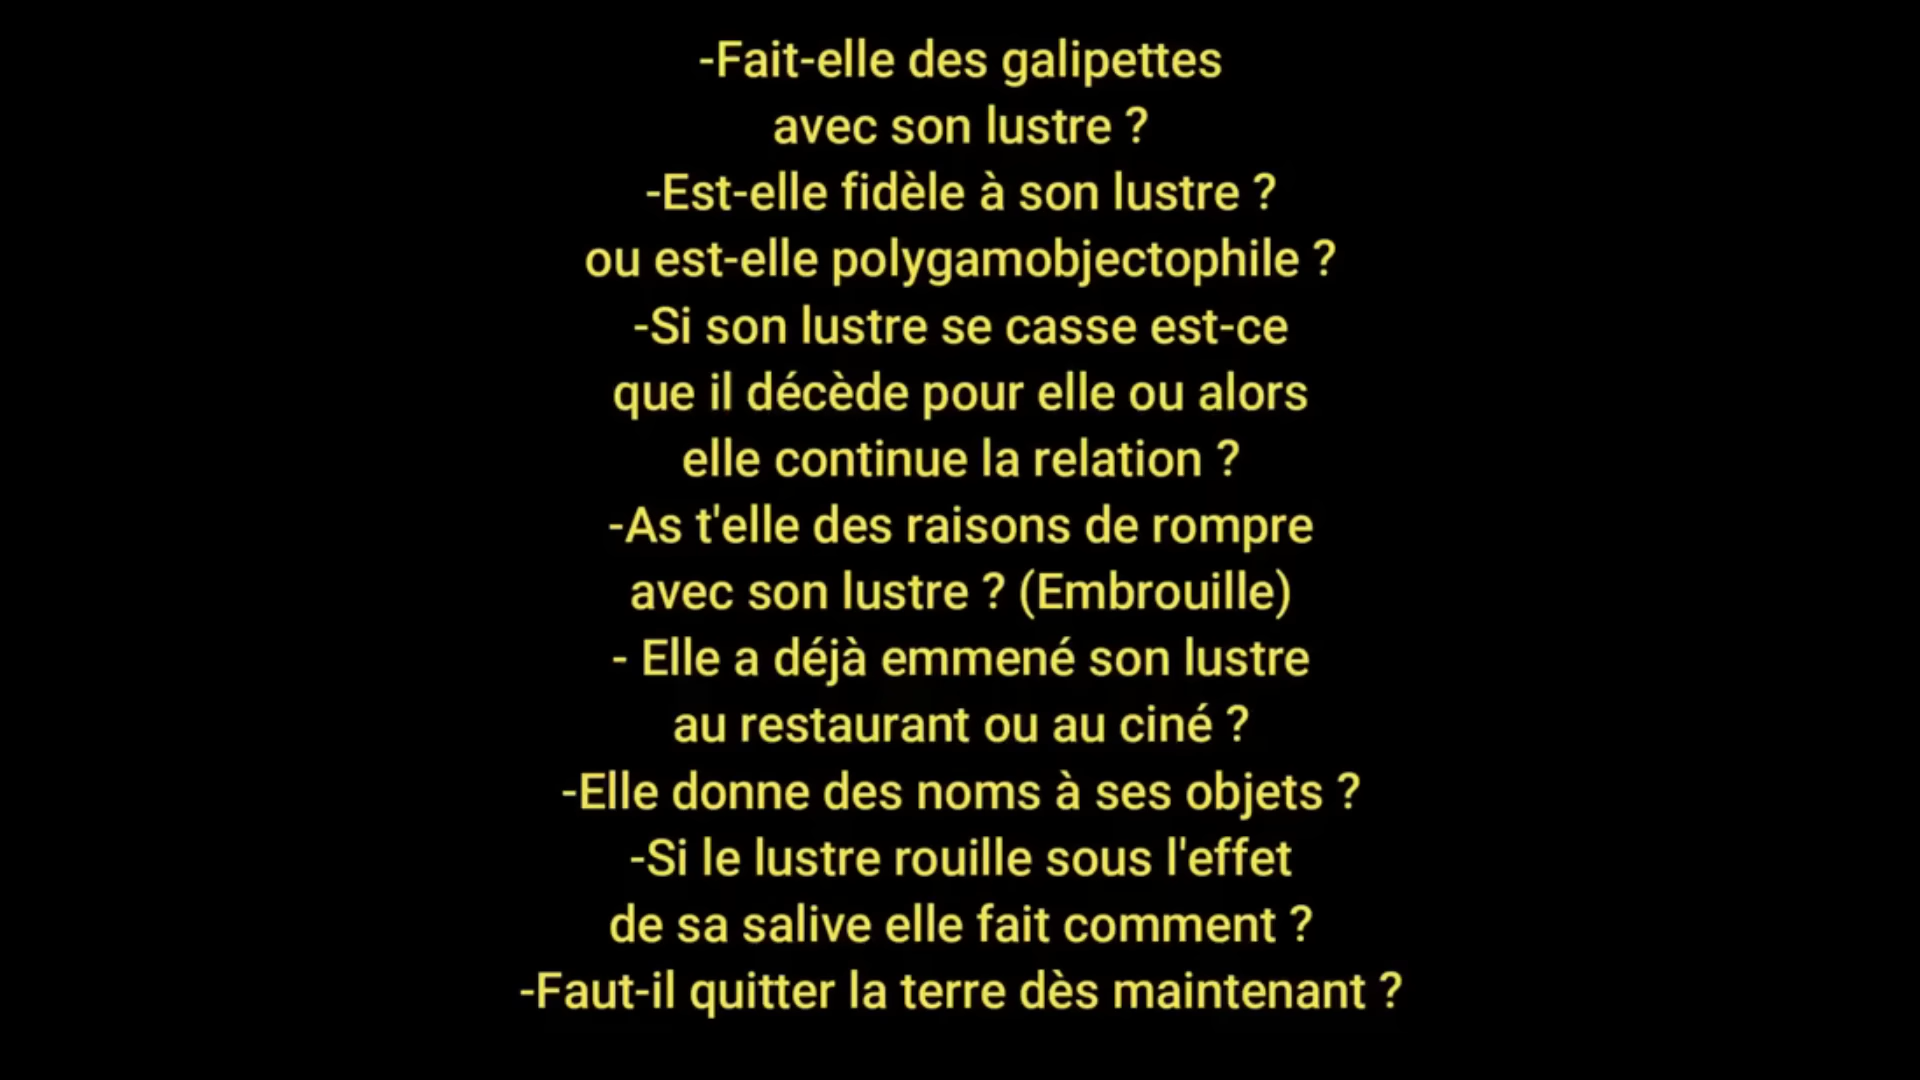 -Fait-elle des galipettes
avec son lustre ?
-Est-elle fidèle à son lustre ?
ou est-elle polygamobjectophile ?
-Si son lustre se casse est-ce
que il décède pour elle ou alors
elle continue la relation ?
-As t'elle des raisons de rompre
avec son lustre ? (Embrouille)
- Elle a déjà emmené son lustre
au restaurant ou au ciné ?
-Elle donne des noms à ses objets ?
-Si le lustre rouille sous l'effet
de sa salive elle fait comment ?
-Faut-il quitter la terre dès maintenant ?